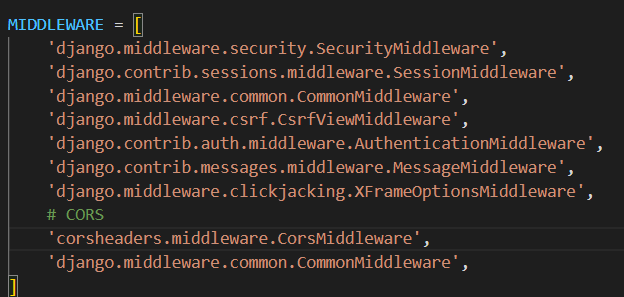 MIDDLEWARE = [
    'django.middleware.security.SecurityMiddleware',
    'django.contrib.sessions.middleware.SessionMiddleware',
    'django.middleware.common.CommonMiddleware',
    'django.middleware.csrf.CsrfViewMiddleware',
    'django.contrib.auth.middleware.AuthenticationMiddleware',
    'django.contrib.messages.middleware.MessageMiddleware',
    'django.middleware.clickjacking.XFrameOptionsMiddleware',
    # CORS
    'corsheaders.middleware.CorsMiddleware',
    'django.middleware.common.CommonMiddleware',
]